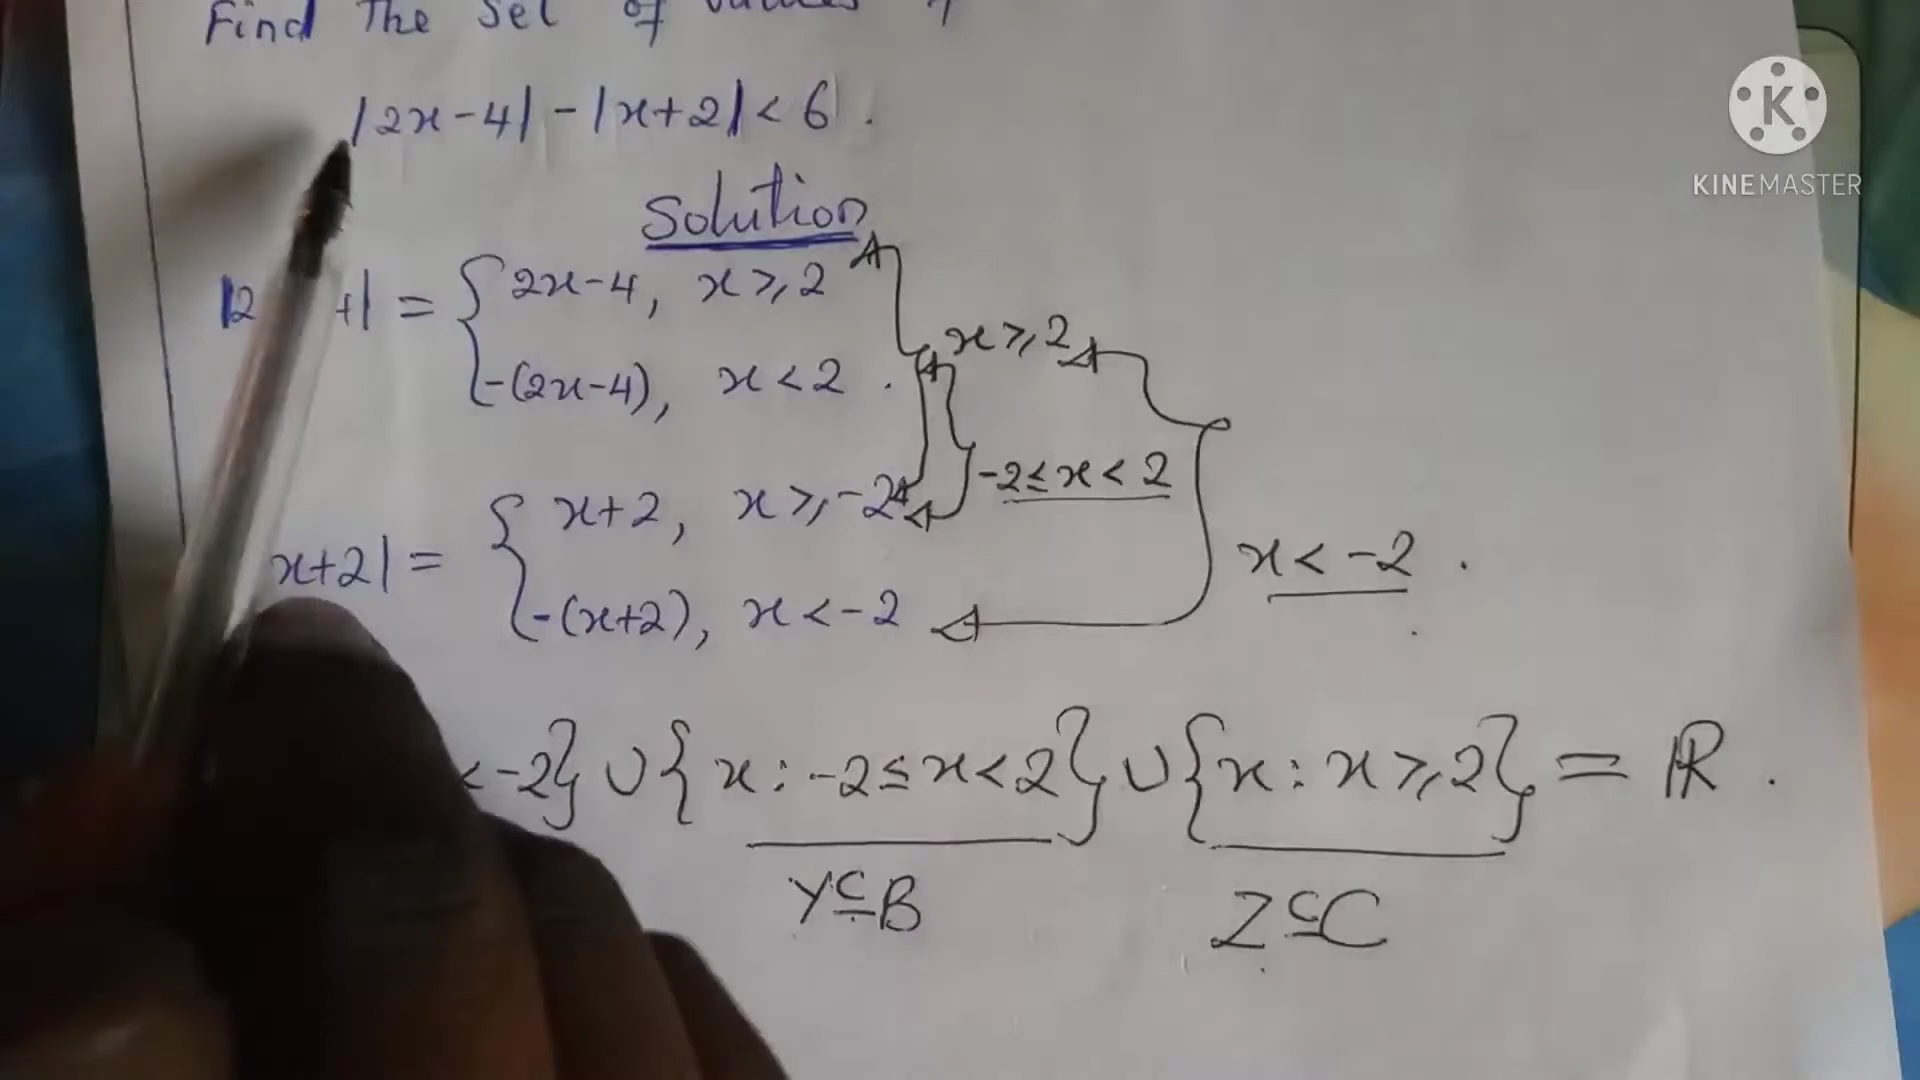 Find The Set of values
|2x-4| - |x+2| < 6.
KINEMASTER
Solution
|2 +| = { 2x-4, x ≥ 2
-(2x-4), x < 2.
x ≥ 2
-2 ≤ x < 2
x+2| = { x+2, x ≥ -2
-(x+2), x < -2
x < -2.
< -2} ∪ {x: -2 ≤ x < 2} ∪ {x: x ≥ 2} = ℝ.
Y ⊆ B
Z ⊆ C